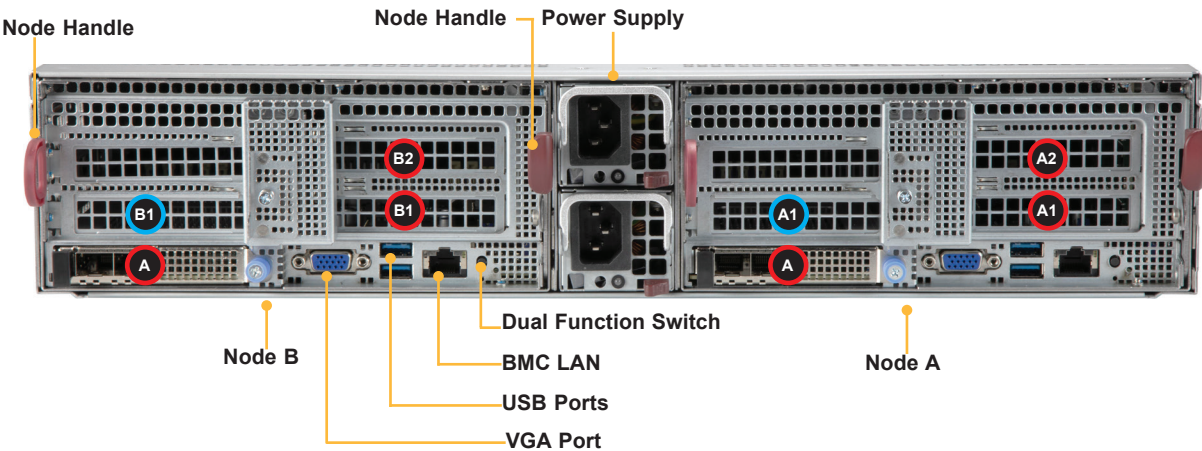 Node Handle
Node Handle
Power Supply
B2
A2
B1
B1
A1
A1
A
A
Dual Function Switch
Node B
BMC LAN
Node A
USB Ports
VGA Port